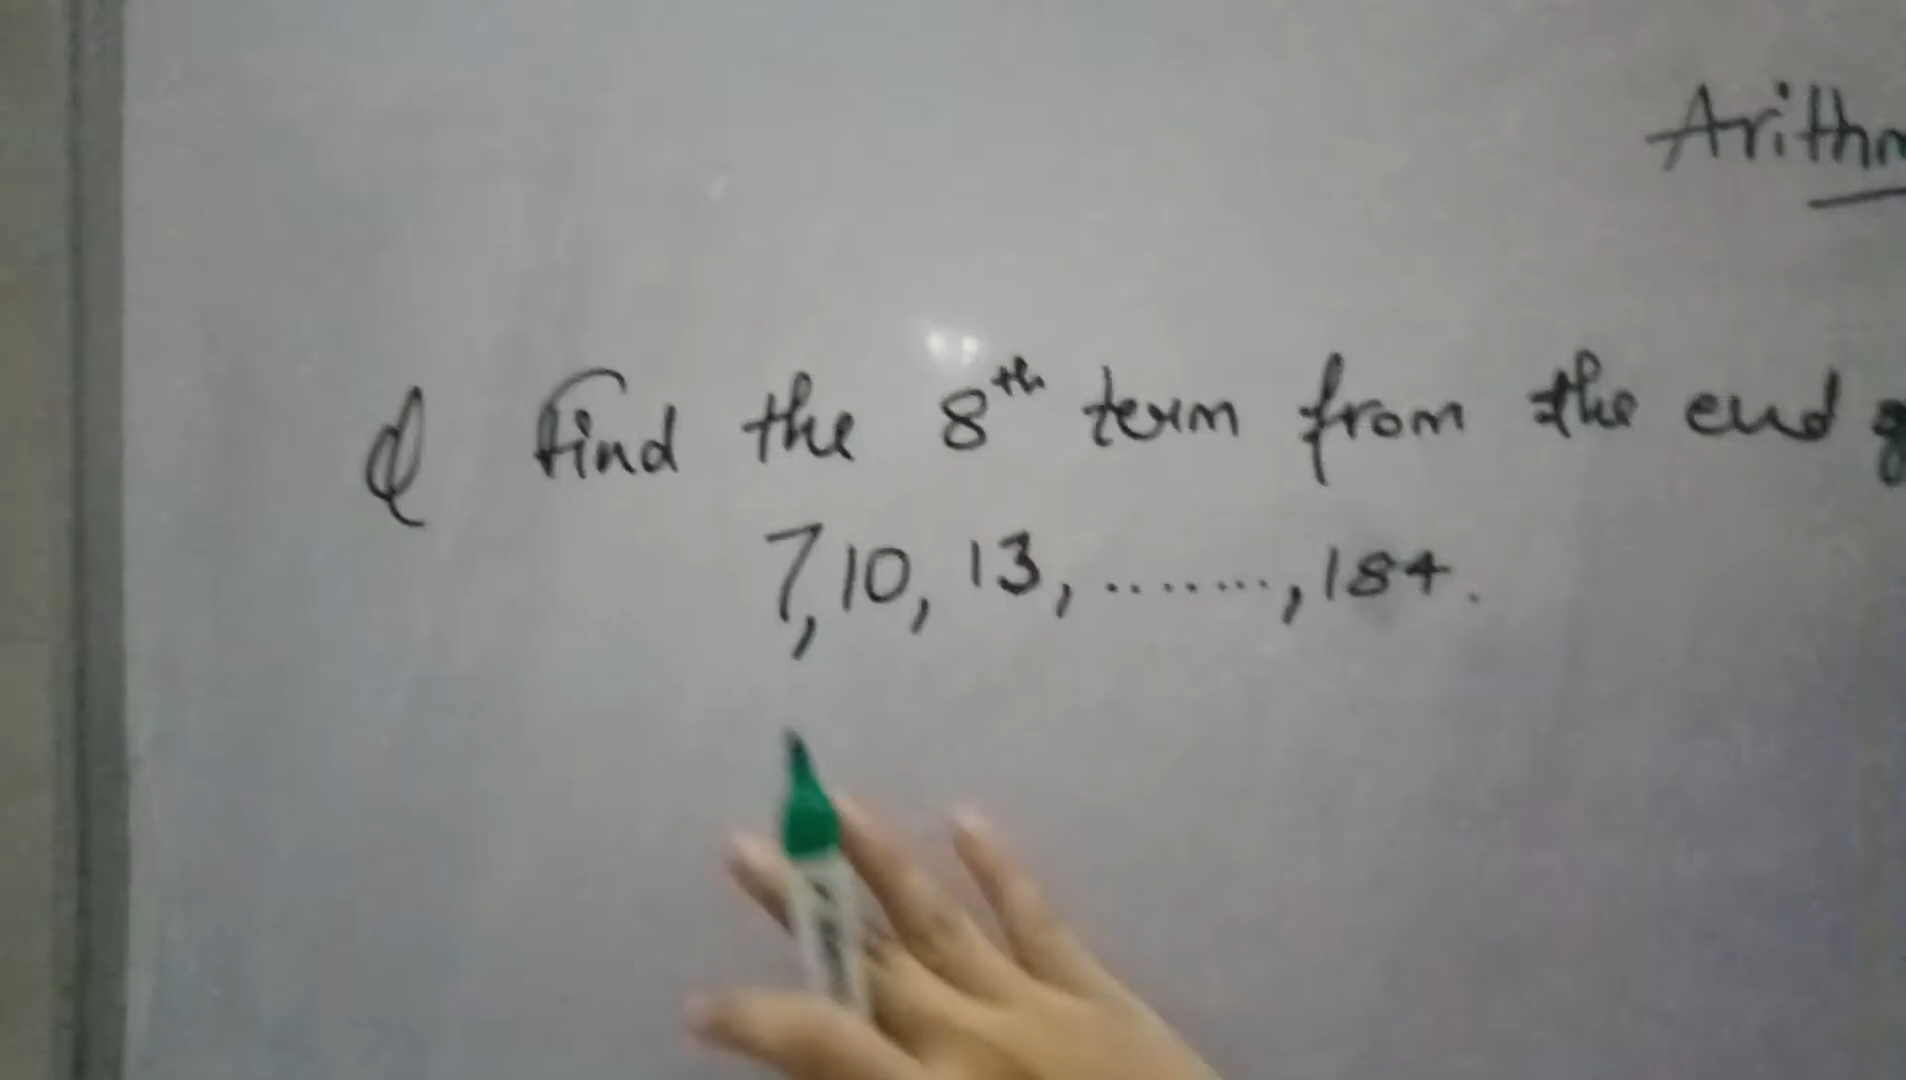 Arithm
Q Find the 8th term from the end
7, 10, 13, ........, 184.